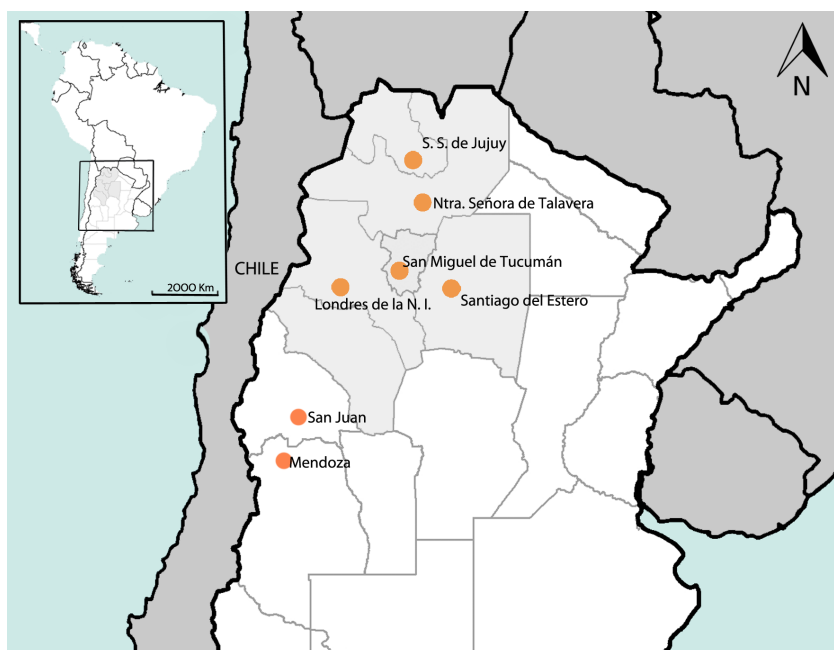 N
S. S. de Jujuy
Ntra. Señora de Talavera
San Miguel de Tucumán
CHILE
2000 Km
Londres de la N. I.
Santiago del Estero
San Juan
Mendoza